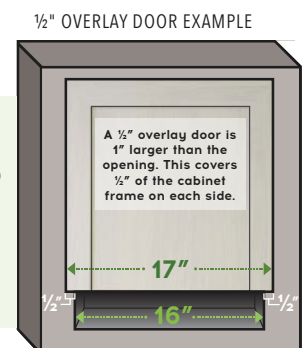 ½" OVERLAY DOOR EXAMPLE
A ½” overlay door is
1” larger than the
opening. This covers
½” of the cabinet
frame on each side.
17”
½” ½”
16”